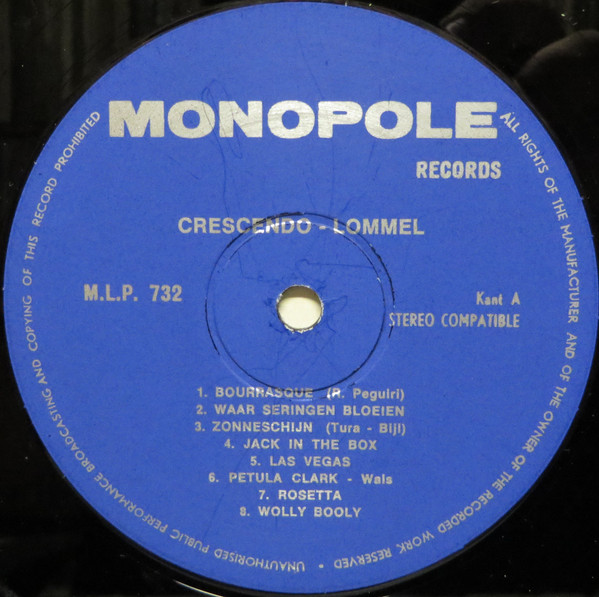 MONOPOLE
RECORDS
CRESCENDO - LOMMEL
M.L.P. 732
Kant A
STEREO COMPATIBLE
1. BOURRASQUE (R. Peguiri)
2. WAAR SERINGEN BLOEIEN
3. ZONNESCHIJN (Tura - Bijl)
4. JACK IN THE BOX
5. LAS VEGAS
6. PETULA CLARK - Wals
7. ROSETTA
8. WOLLY BOOLY
ALL RIGHTS OF THE MANUFACTURER AND OF THE OWNER OF THE RECORDED WORK RESERVED - UNAUTHORISED PUBLIC PERFORMANCE BROADCASTING AND COPYING OF THIS RECORD PROHIBITED